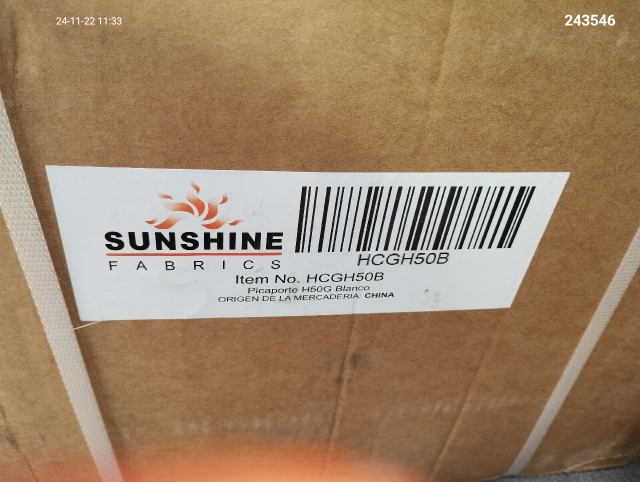 24-11-22 11:33
243546
SUNSHINE
FABRICS
HCGH50B
Item No. HCGH50B
Picaporte H50G Blanco
ORIGEN DE LA MERCADERIA: CHINA